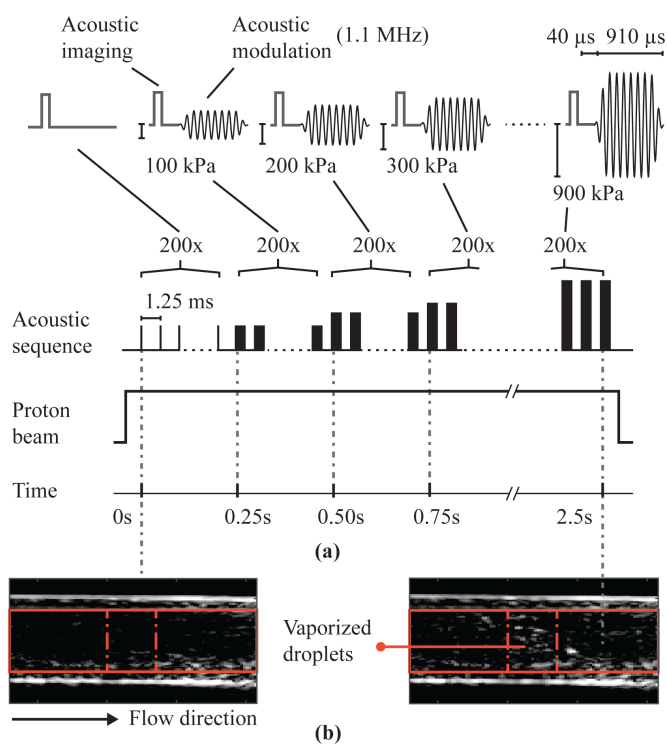 Acoustic
imaging
Acoustic
modulation (1.1 MHz)
40 µs 910 µs
100 kPa
200 kPa
300 kPa
900 kPa
200x
200x
200x
200x
200x
1.25 ms
Acoustic
sequence
Proton
beam
Time
0s
0.25s
0.50s
0.75s
2.5s
(a)
Vaporized
droplets
Flow direction
(b)